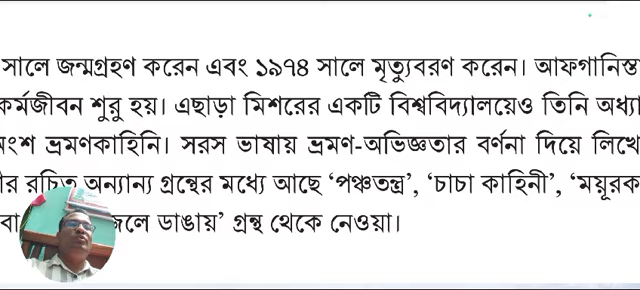 সালে জন্মগ্রহণ করেন এবং ১৯৭৪ সালে মৃত্যুবরণ করেন। আফগানিস্তা
কর্মজীবন শুরু হয়। এছাড়া মিশরের একটি বিশ্ববিদ্যালয়েও তিনি অধ্যা
ংশ ভ্রমণকাহিনি। সরস ভাষায় ভ্রমণ-অভিজ্ঞতার বর্ণনা দিয়ে লিখে
র রচিত অন্যান্য গ্রন্থের মধ্যে আছে ‘পঞ্চতন্ত্র’, ‘চাচা কাহিনী’, ‘ময়ূরক
জলে ডাঙায়’ গ্রন্থ থেকে নেওয়া।